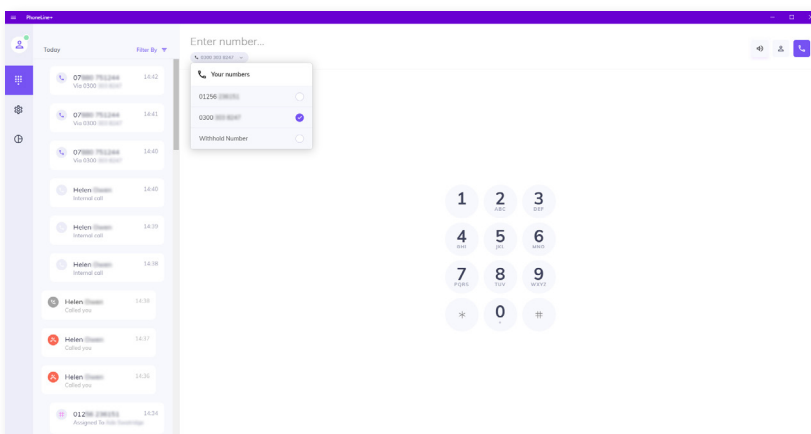 PhoneLine+
Today
Filter By
07
14:42
Via 0300
07
14:41
Via 0300
07
14:40
Via 0300
Helen
14:40
Internal call
Helen
14:39
Internal call
Helen
14:38
Internal call
Helen
14:38
Called you
Helen
14:37
Called you
Helen
14:36
Called you
012
14:34
Assigned To
Enter number...
0300 303 8247
Your numbers
01256
0300
Withhold Number
1 2 3
ABC DEF
4 5 6
GHI JKL MNO
7 8 9
PQRS TUV WXYZ
* 0 #
+